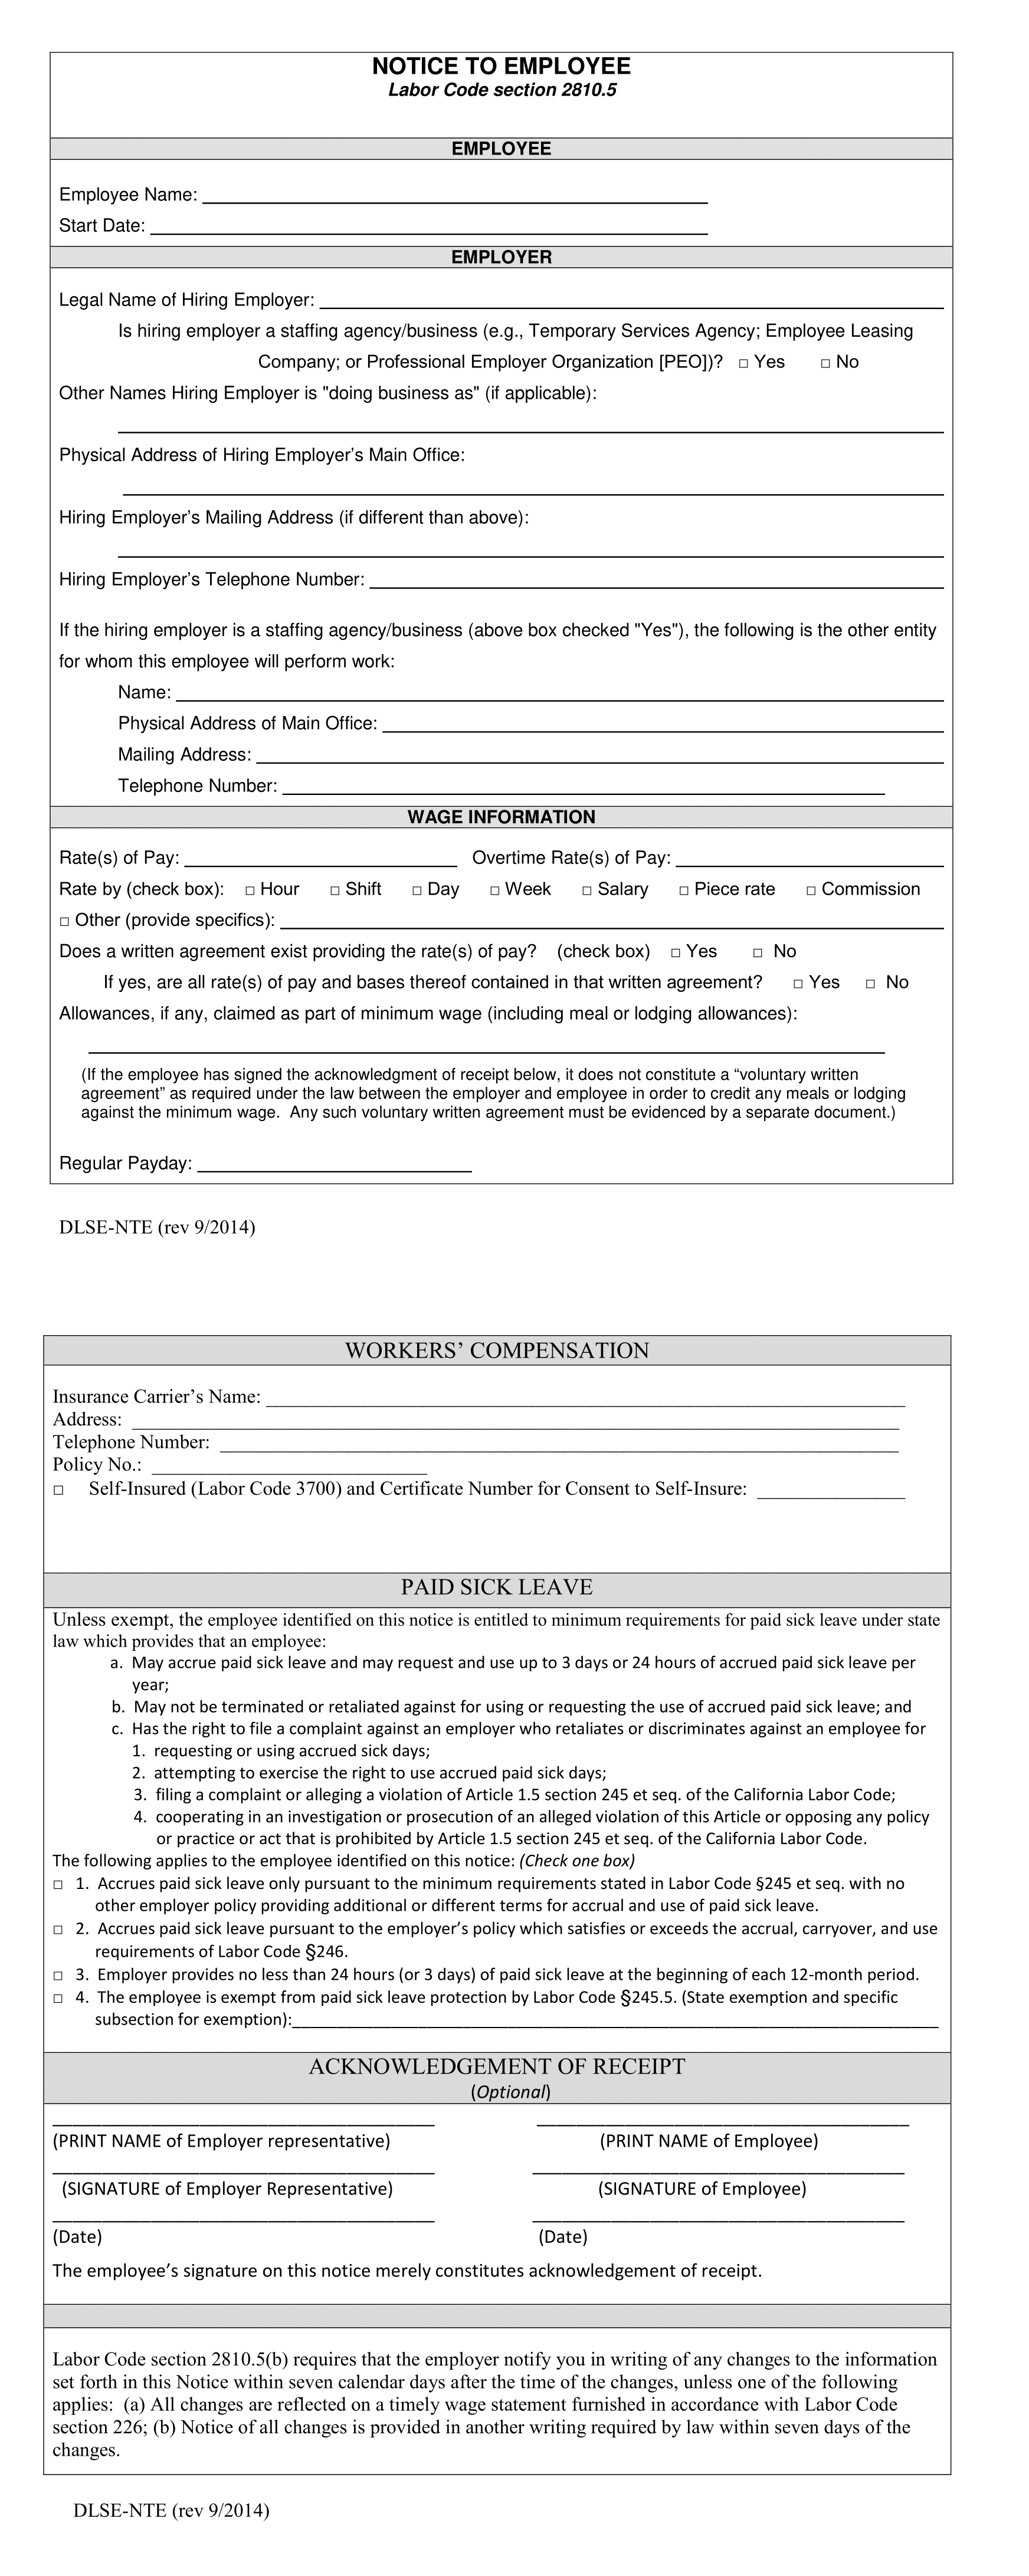 NOTICE TO EMPLOYEE
Labor Code section 2810.5
EMPLOYEE
Employee Name: ____
Start Date: ____
EMPLOYER
Legal Name of Hiring Employer: ____
Is hiring employer a staffing agency/business (e.g., Temporary Services Agency; Employee Leasing
Company; or Professional Employer Organization [PEO])? □ Yes □ No
Other Names Hiring Employer is "doing business as" (if applicable):
____
Physical Address of Hiring Employer’s Main Office:
____
Hiring Employer’s Mailing Address (if different than above):
____
Hiring Employer’s Telephone Number: ____
If the hiring employer is a staffing agency/business (above box checked "Yes"), the following is the other entity
for whom this employee will perform work:
Name: ____
Physical Address of Main Office: ____
Mailing Address: ____
Telephone Number: ____
WAGE INFORMATION
Rate(s) of Pay: ____ Overtime Rate(s) of Pay: ____
Rate by (check box): □ Hour □ Shift □ Day □ Week □ Salary □ Piece rate □ Commission
□ Other (provide specifics): ____
Does a written agreement exist providing the rate(s) of pay? (check box) □ Yes □ No
If yes, are all rate(s) of pay and bases thereof contained in that written agreement? □ Yes □ No
Allowances, if any, claimed as part of minimum wage (including meal or lodging allowances):
____
(If the employee has signed the acknowledgment of receipt below, it does not constitute a “voluntary written
agreement” as required under the law between the employer and employee in order to credit any meals or lodging
against the minimum wage. Any such voluntary written agreement must be evidenced by a separate document.)
Regular Payday: ____
DLSE-NTE (rev 9/2014)
WORKERS’ COMPENSATION
Insurance Carrier’s Name: ____
Address: ____
Telephone Number: ____
Policy No.: ____
□ Self-Insured (Labor Code 3700) and Certificate Number for Consent to Self-Insure: ____
PAID SICK LEAVE
Unless exempt, the employee identified on this notice is entitled to minimum requirements for paid sick leave under state
law which provides that an employee:
a. May accrue paid sick leave and may request and use up to 3 days or 24 hours of accrued paid sick leave per
year;
b. May not be terminated or retaliated against for using or requesting the use of accrued paid sick leave; and
c. Has the right to file a complaint against an employer who retaliates or discriminates against an employee for
1. requesting or using accrued sick days;
2. attempting to exercise the right to use accrued paid sick days;
3. filing a complaint or alleging a violation of Article 1.5 section 245 et seq. of the California Labor Code;
4. cooperating in an investigation or prosecution of an alleged violation of this Article or opposing any policy
or practice or act that is prohibited by Article 1.5 section 245 et seq. of the California Labor Code.
The following applies to the employee identified on this notice: (Check one box)
□ 1. Accrues paid sick leave only pursuant to the minimum requirements stated in Labor Code §245 et seq. with no
other employer policy providing additional or different terms for accrual and use of paid sick leave.
□ 2. Accrues paid sick leave pursuant to the employer’s policy which satisfies or exceeds the accrual, carryover, and use
requirements of Labor Code §246.
□ 3. Employer provides no less than 24 hours (or 3 days) of paid sick leave at the beginning of each 12-month period.
□ 4. The employee is exempt from paid sick leave protection by Labor Code §245.5. (State exemption and specific
subsection for exemption):____
ACKNOWLEDGEMENT OF RECEIPT
(Optional)
____ ____
(PRINT NAME of Employer representative) (PRINT NAME of Employee)
____ ____
(SIGNATURE of Employer Representative) (SIGNATURE of Employee)
____ ____
(Date) (Date)
The employee’s signature on this notice merely constitutes acknowledgement of receipt.
Labor Code section 2810.5(b) requires that the employer notify you in writing of any changes to the information
set forth in this Notice within seven calendar days after the time of the changes, unless one of the following
applies: (a) All changes are reflected on a timely wage statement furnished in accordance with Labor Code
section 226; (b) Notice of all changes is provided in another writing required by law within seven days of the
changes.
DLSE-NTE (rev 9/2014)